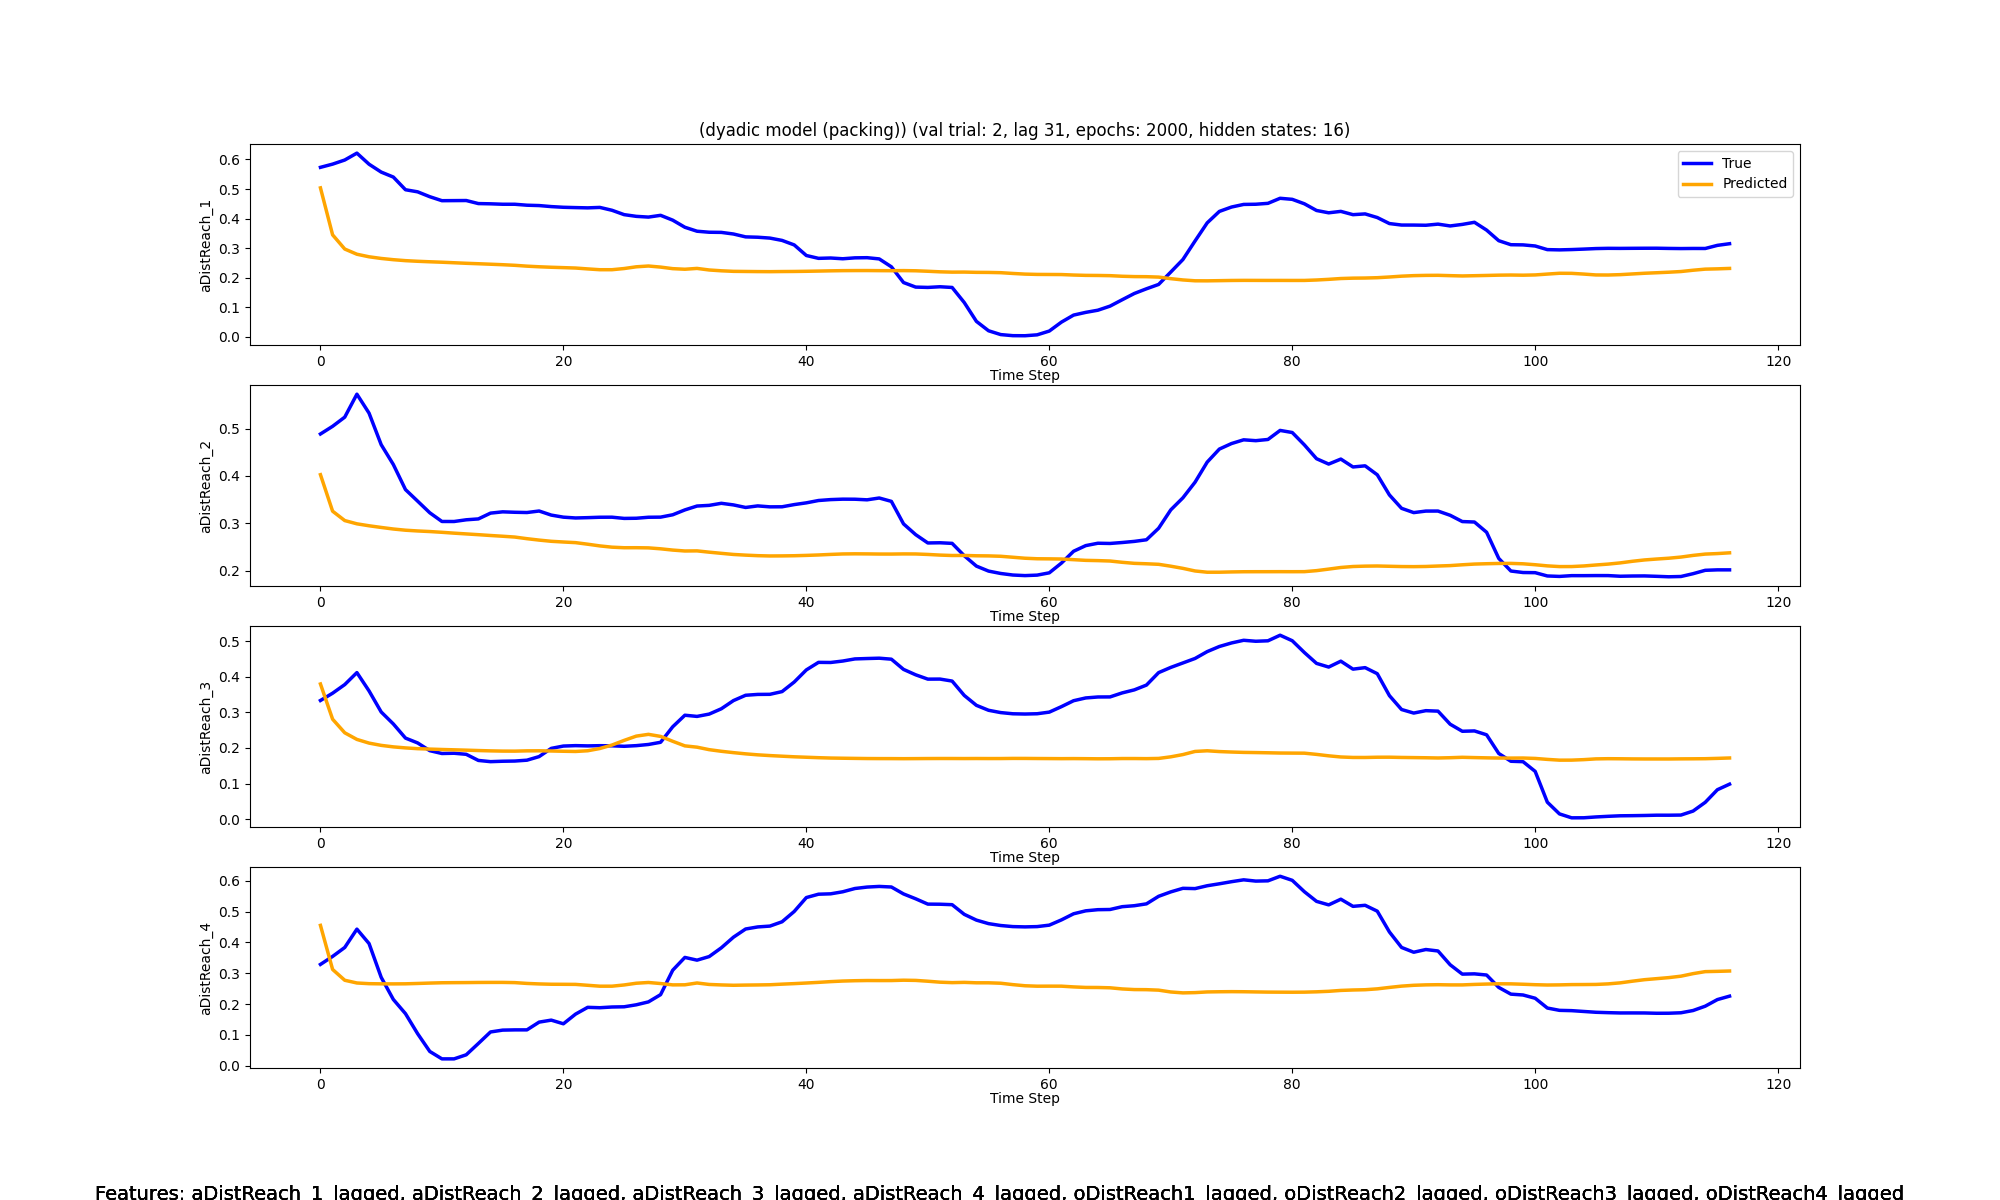 (dyadic model (packing)) (val trial: 2, lag 31, epochs: 2000, hidden states: 16)
True
Predicted
aDistReach_1
0.6
0.5
0.4
0.3
0.2
0.1
0.0
0 20 40 60 80 100 120
Time Step
aDistReach_2
0.5
0.4
0.3
0.2
0 20 40 60 80 100 120
Time Step
aDistReach_3
0.5
0.4
0.3
0.2
0.1
0.0
0 20 40 60 80 100 120
Time Step
aDistReach_4
0.6
0.5
0.4
0.3
0.2
0.1
0.0
0 20 40 60 80 100 120
Time Step
Features: aDistReach_1_lagged, aDistReach_2_lagged, aDistReach_3_lagged, aDistReach_4_lagged, oDistReach1_lagged, oDistReach2_lagged, oDistReach3_lagged, oDistReach4_lagged